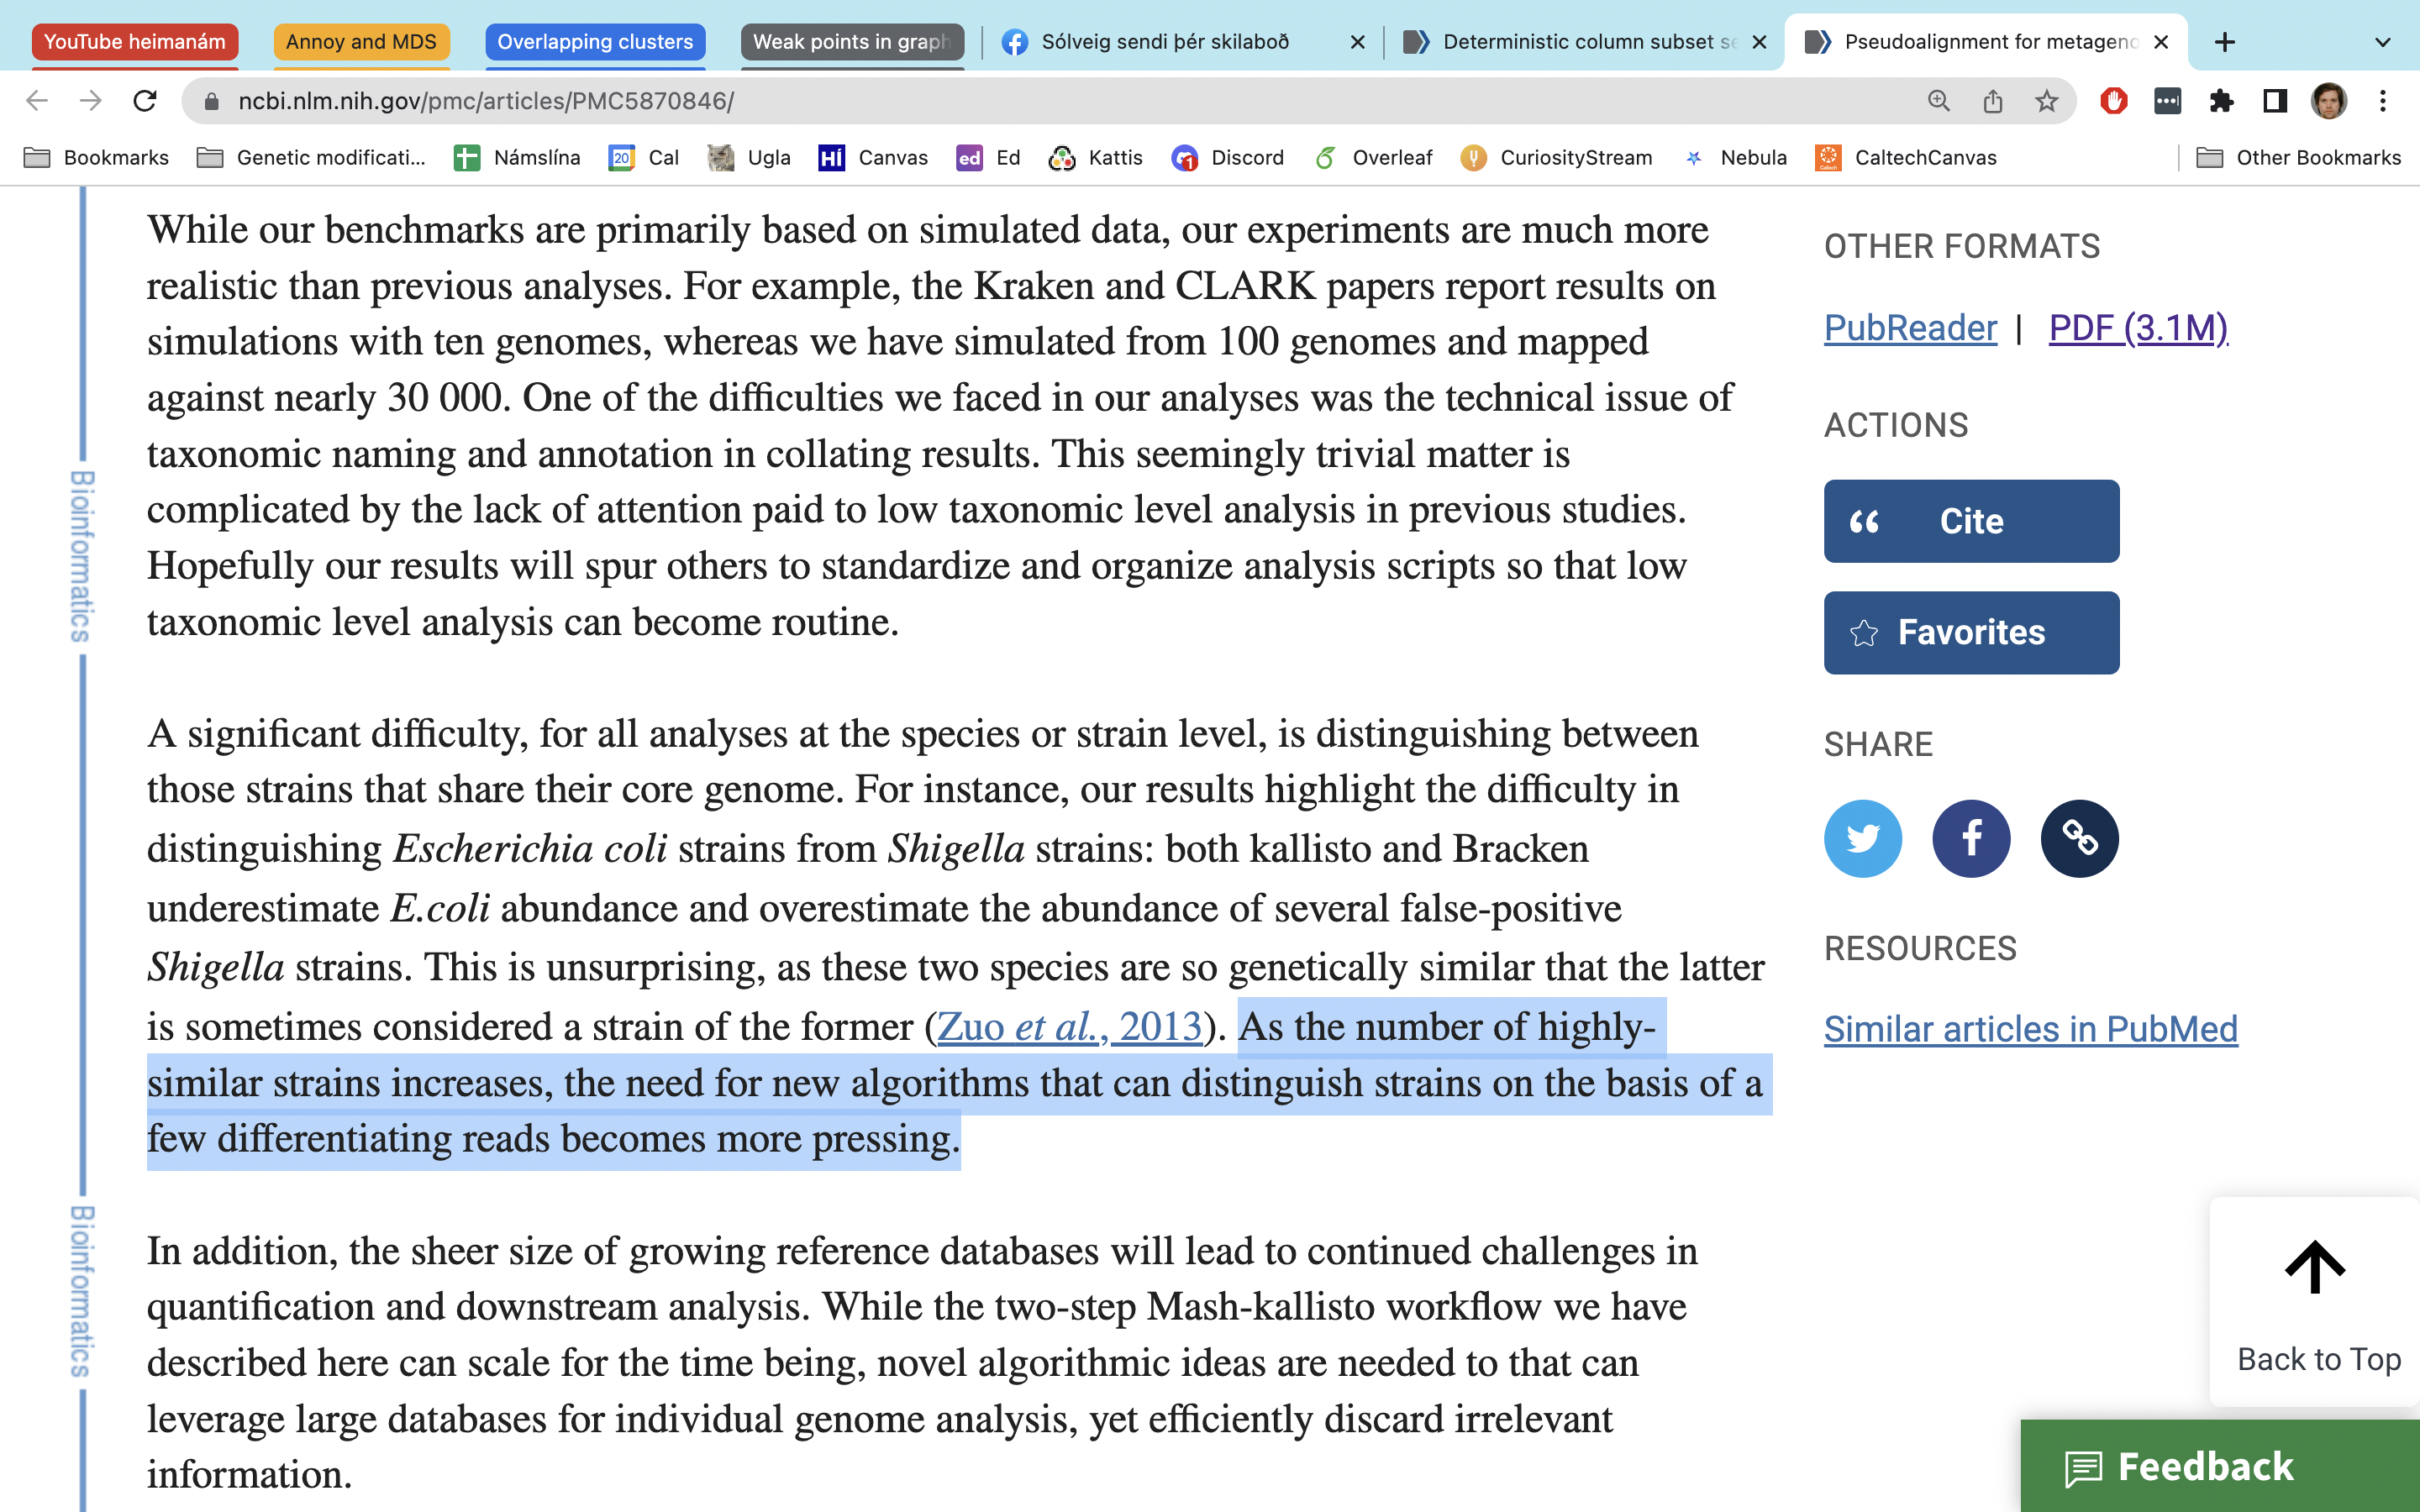 YouTube heimanám
Annoy and MDS
Overlapping clusters
Weak points in graph
Sólveig sendi þér skilaboð
Deterministic column subset se
Pseudoalignment for metageno
ncbi.nlm.nih.gov/pmc/articles/PMC5870846/
Bookmarks
Genetic modificati...
Námslína
20
Cal
Ugla
HÍ
Canvas
ed
Ed
Kattis
1
Discord
Overleaf
CuriosityStream
Nebula
Caltech
CaltechCanvas
Other Bookmarks
Bioinformatics
Bioinformatics
While our benchmarks are primarily based on simulated data, our experiments are much more
realistic than previous analyses. For example, the Kraken and CLARK papers report results on
simulations with ten genomes, whereas we have simulated from 100 genomes and mapped
against nearly 30 000. One of the difficulties we faced in our analyses was the technical issue of
taxonomic naming and annotation in collating results. This seemingly trivial matter is
complicated by the lack of attention paid to low taxonomic level analysis in previous studies.
Hopefully our results will spur others to standardize and organize analysis scripts so that low
taxonomic level analysis can become routine.
A significant difficulty, for all analyses at the species or strain level, is distinguishing between
those strains that share their core genome. For instance, our results highlight the difficulty in
distinguishing Escherichia coli strains from Shigella strains: both kallisto and Bracken
underestimate E.coli abundance and overestimate the abundance of several false-positive
Shigella strains. This is unsurprising, as these two species are so genetically similar that the latter
is sometimes considered a strain of the former (Zuo et al., 2013). As the number of highly-
similar strains increases, the need for new algorithms that can distinguish strains on the basis of a
few differentiating reads becomes more pressing.
In addition, the sheer size of growing reference databases will lead to continued challenges in
quantification and downstream analysis. While the two-step Mash-kallisto workflow we have
described here can scale for the time being, novel algorithmic ideas are needed to that can
leverage large databases for individual genome analysis, yet efficiently discard irrelevant
information.
OTHER FORMATS
PubReader | PDF (3.1M)
ACTIONS
Cite
Favorites
SHARE
RESOURCES
Similar articles in PubMed
Back to Top
Feedback